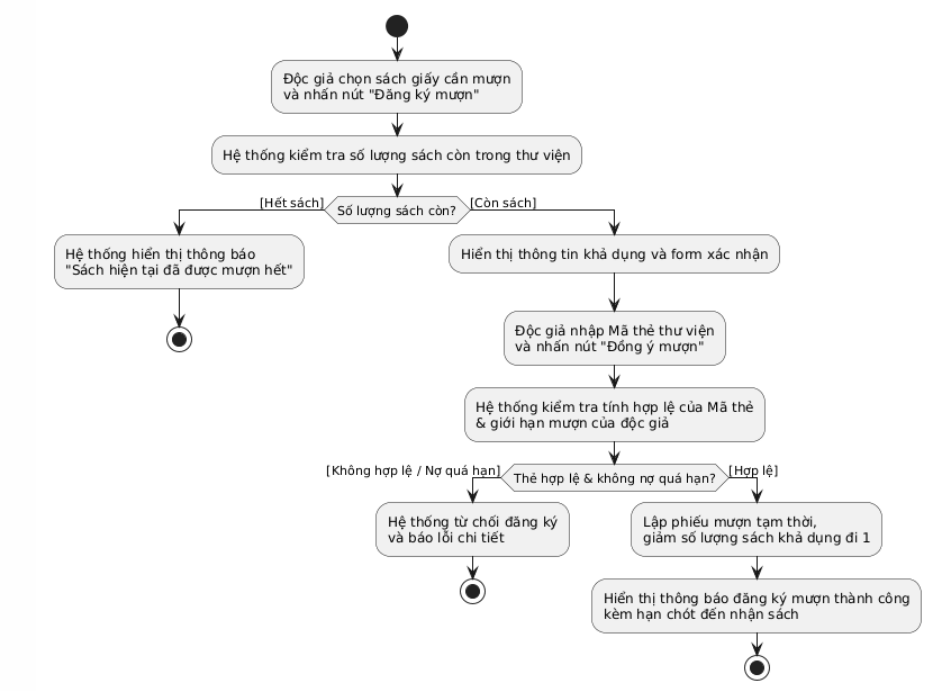 Độc giả chọn sách giấy cần mượn
và nhấn nút "Đăng ký mượn"
Hệ thống kiểm tra số lượng sách còn trong thư viện
[Hết sách]
Số lượng sách còn?
[Còn sách]
Hệ thống hiển thị thông báo
"Sách hiện tại đã được mượn hết"
Hiển thị thông tin khả dụng và form xác nhận
Độc giả nhập Mã thẻ thư viện
và nhấn nút "Đồng ý mượn"
Hệ thống kiểm tra tính hợp lệ của Mã thẻ
& giới hạn mượn của độc giả
[Không hợp lệ / Nợ quá hạn]
Thẻ hợp lệ & không nợ quá hạn?
[Hợp lệ]
Hệ thống từ chối đăng ký
và báo lỗi chi tiết
Lập phiếu mượn tạm thời,
giảm số lượng sách khả dụng đi 1
Hiển thị thông báo đăng ký mượn thành công
kèm hạn chót đến nhận sách